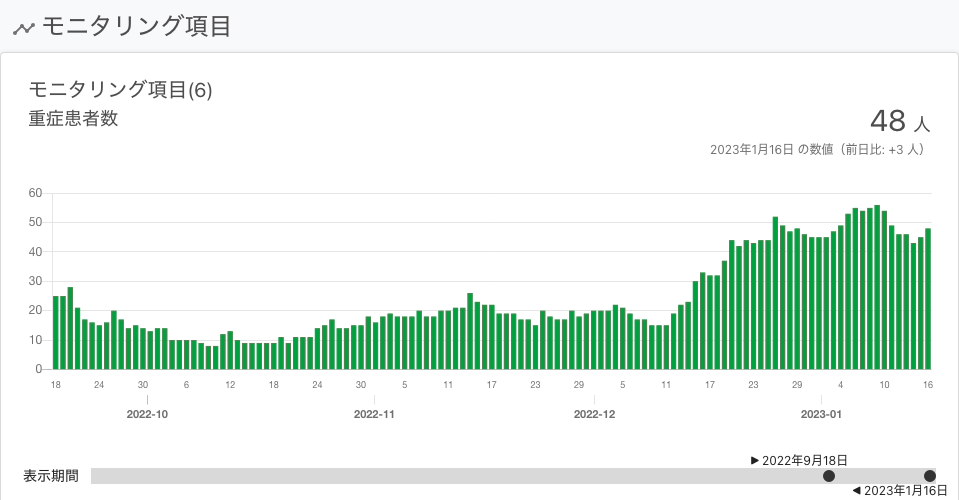 モニタリング項目
モニタリング項目(6)
重症患者数
48 人
2023年1月16日 の数値（前日比: +3 人）
60
50
40
30
20
10
0
18 24 30 6 12 18 24 30 5 11 17 23 29 5 11 17 23 29 4 10 16
2022-10 2022-11 2022-12 2023-01
▶ 2022年9月18日
表示期間
◀ 2023年1月16日